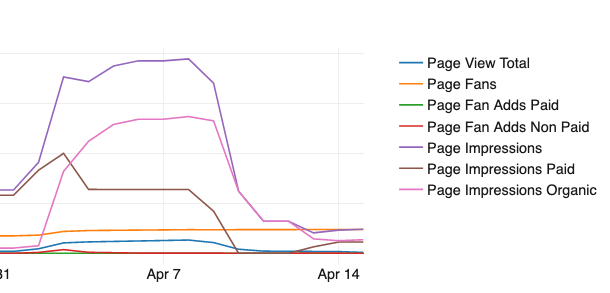 Page View Total
Page Fans
Page Fan Adds Paid
Page Fan Adds Non Paid
Page Impressions
Page Impressions Paid
Page Impressions Organic
31 Apr 7 Apr 14